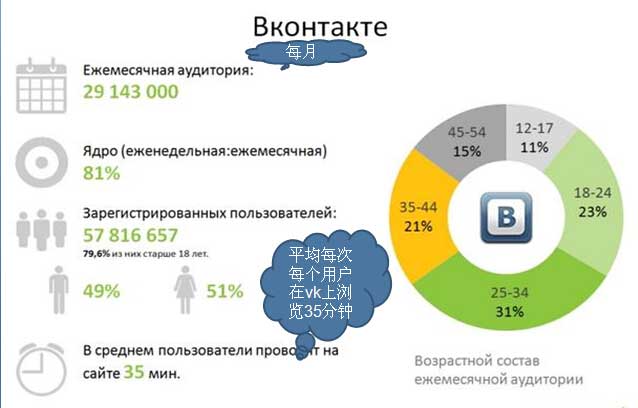 Вконтакте
每月
Ежемесячная аудитория:
29 143 000
Ядро (еженедельная:ежемесячная)
81%
Зарегистрированных пользователей:
57 816 657
79,6% из них старше 18 лет.
49%
51%
В среднем пользователи проводят на
сайте 35 мин.
平均每次
每个用户
在vk上浏
览35分钟
45-54
15%
12-17
11%
18-24
23%
25-34
31%
35-44
21%
B
Возрастной состав
ежемесячной аудитории